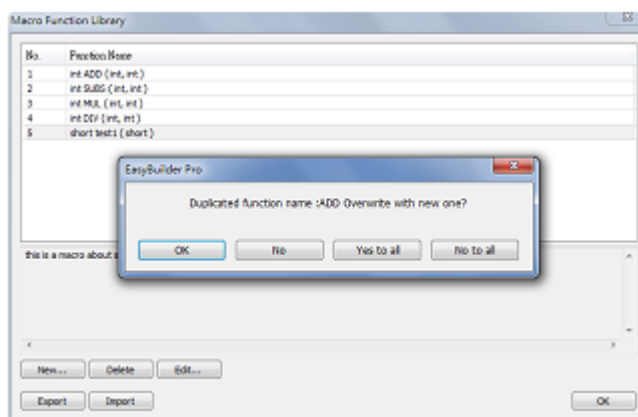 Macro Function Library
No. Function Name
1 int ADD ( int, int )
2 int SUBS ( int, int )
3 int MUL ( int, int )
4 int DIV ( int, int )
5 short test1 ( short )
EasyBuilder Pro
Duplicated function name :ADD Overwrite with new one?
OK No Yes to all No to all
this is a macro about
New... Delete Edit...
Export Import OK